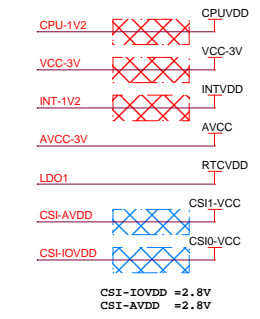 CPUVDD
CPU-1V2
VCC-3V
VCC-3V
INTVDD
INT-1V2
AVCC
AVCC-3V
RTCVDD
LDO1
CSI1-VCC
CSI-AVDD
CSI0-VCC
CSI-IOVDD
CSI-IOVDD =2.8V
CSI-AVDD =2.8V